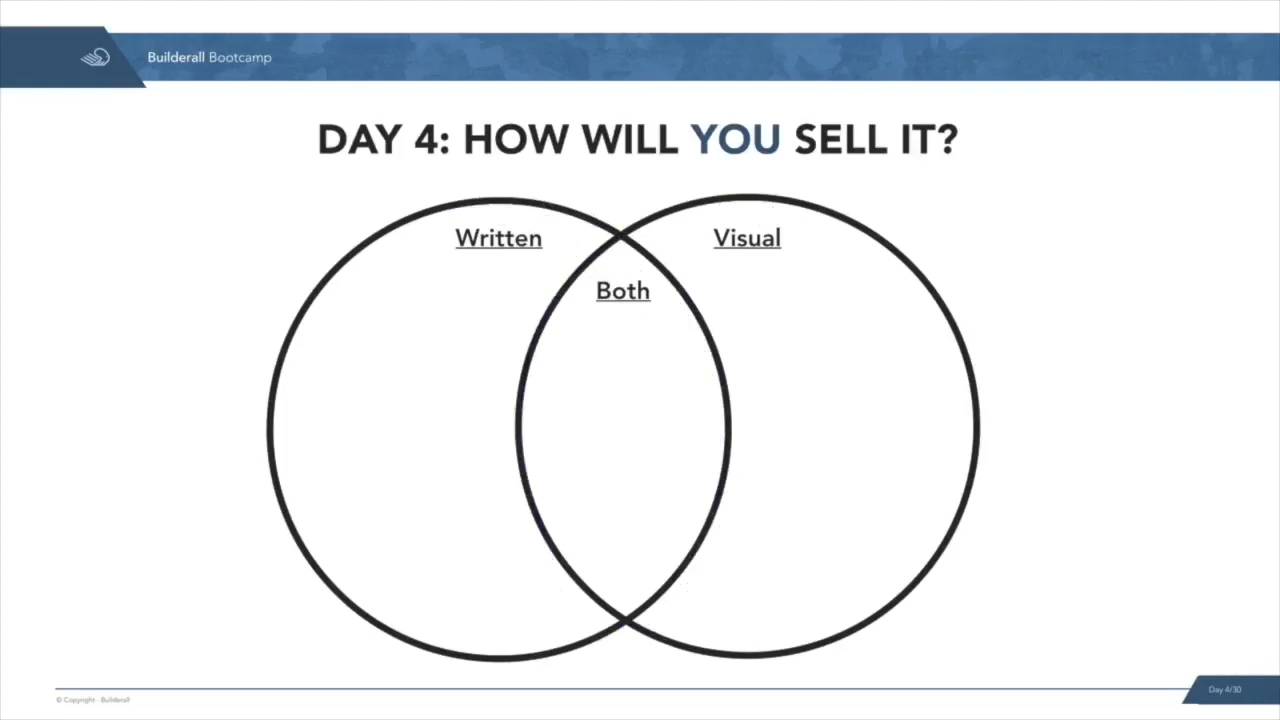 Builderall Bootcamp
DAY 4: HOW WILL YOU SELL IT?
Written
Visual
Both
© Copyright - Builderall
Day 4/30